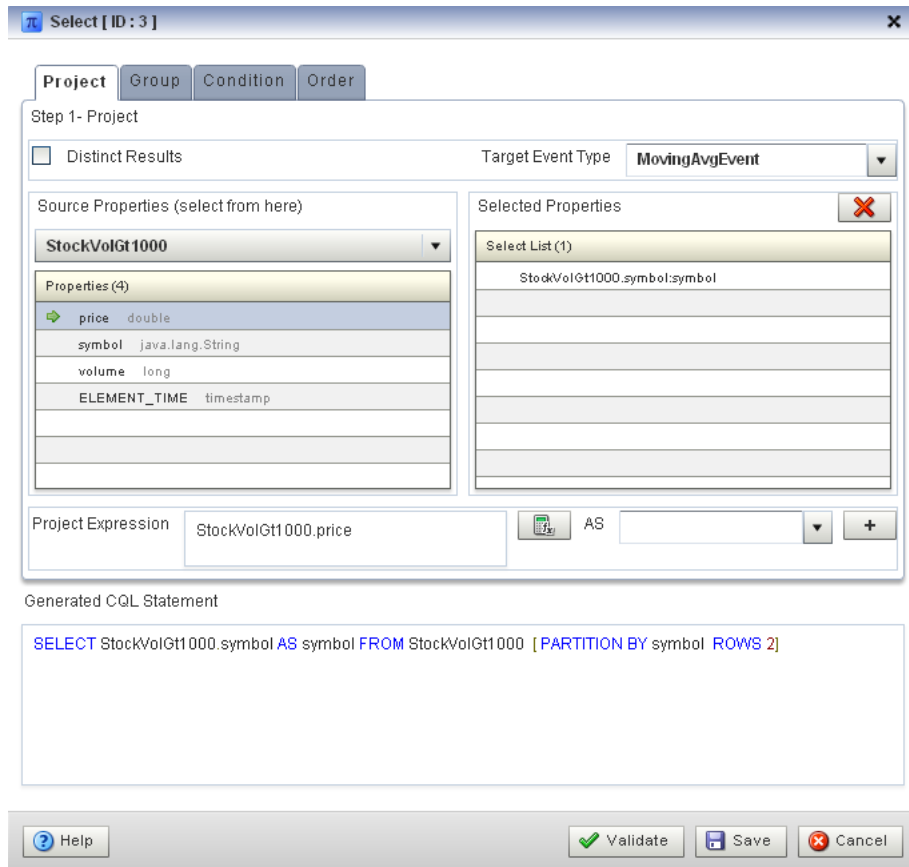 π Select [ ID : 3 ]
Project Group Condition Order
Step 1- Project
Distinct Results Target Event Type MovingAvgEvent
Source Properties (select from here) Selected Properties
StockVolGt1000 Select List (1)
Properties (4) StockVolGt1000.symbol:symbol
price double
symbol java.lang.String
volume long
ELEMENT_TIME timestamp
Project Expression StockVolGt1000.price fx AS +
Generated CQL Statement
SELECT StockVolGt1000.symbol AS symbol FROM StockVolGt1000 [ PARTITION BY symbol ROWS 2]
? Help Validate Save Cancel